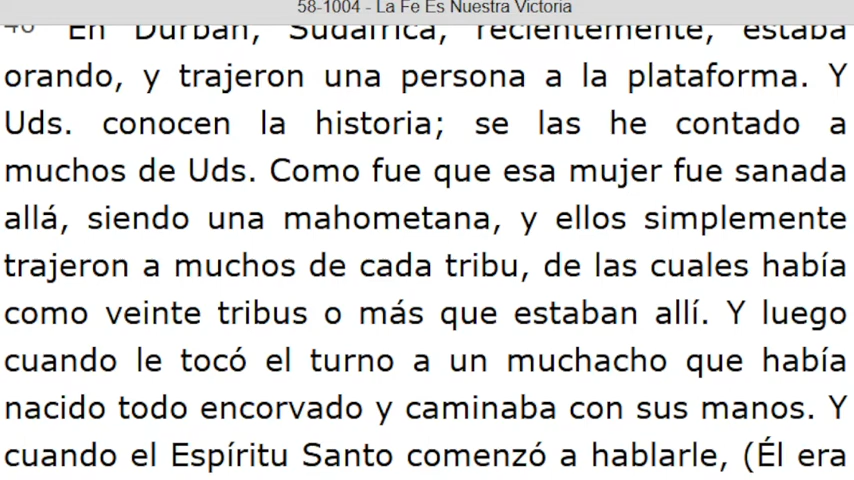 58-1004 - La Fe Es Nuestra Victoria
46 En Durban, Sudáfrica, recientemente, estaba
orando, y trajeron una persona a la plataforma. Y
Uds. conocen la historia; se las he contado a
muchos de Uds. Como fue que esa mujer fue sanada
allá, siendo una mahometana, y ellos simplemente
trajeron a muchos de cada tribu, de las cuales había
como veinte tribus o más que estaban allí. Y luego
cuando le tocó el turno a un muchacho que había
nacido todo encorvado y caminaba con sus manos. Y
cuando el Espíritu Santo comenzó a hablarle, (Él era